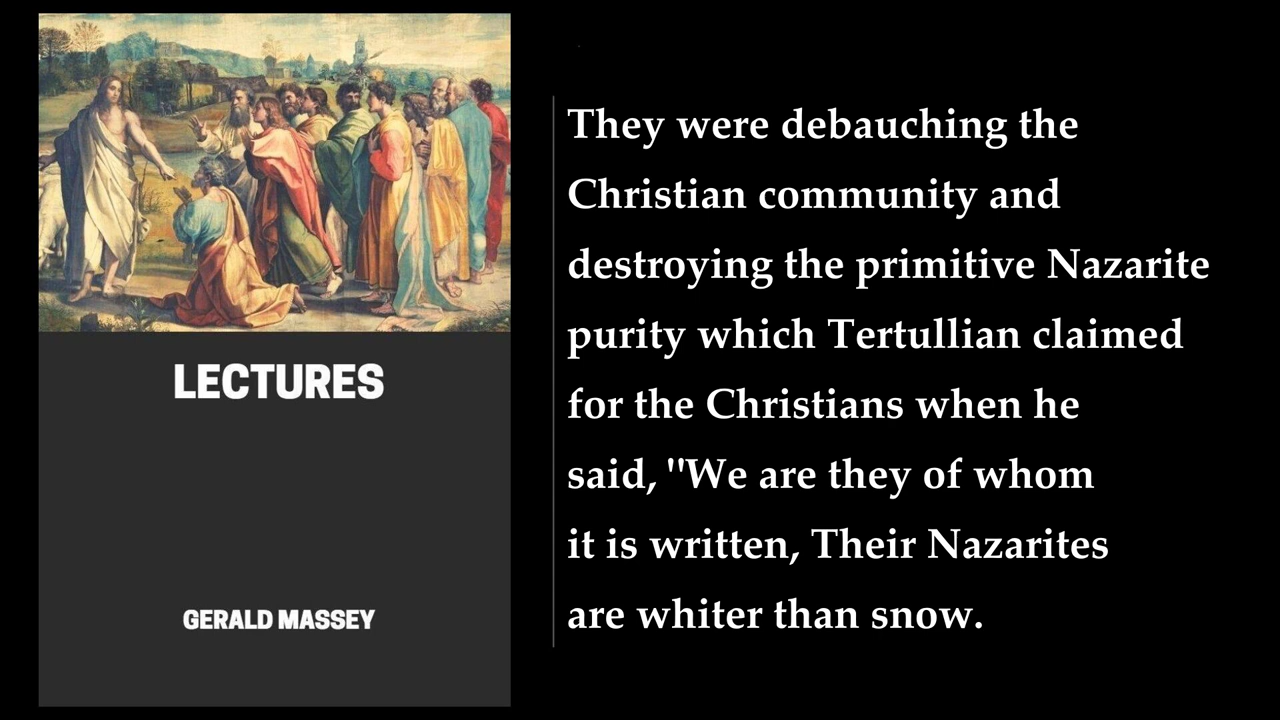 LECTURES
GERALD MASSEY
They were debauching the
Christian community and
destroying the primitive Nazarite
purity which Tertullian claimed
for the Christians when he
said, "We are they of whom
it is written, Their Nazarites
are whiter than snow.